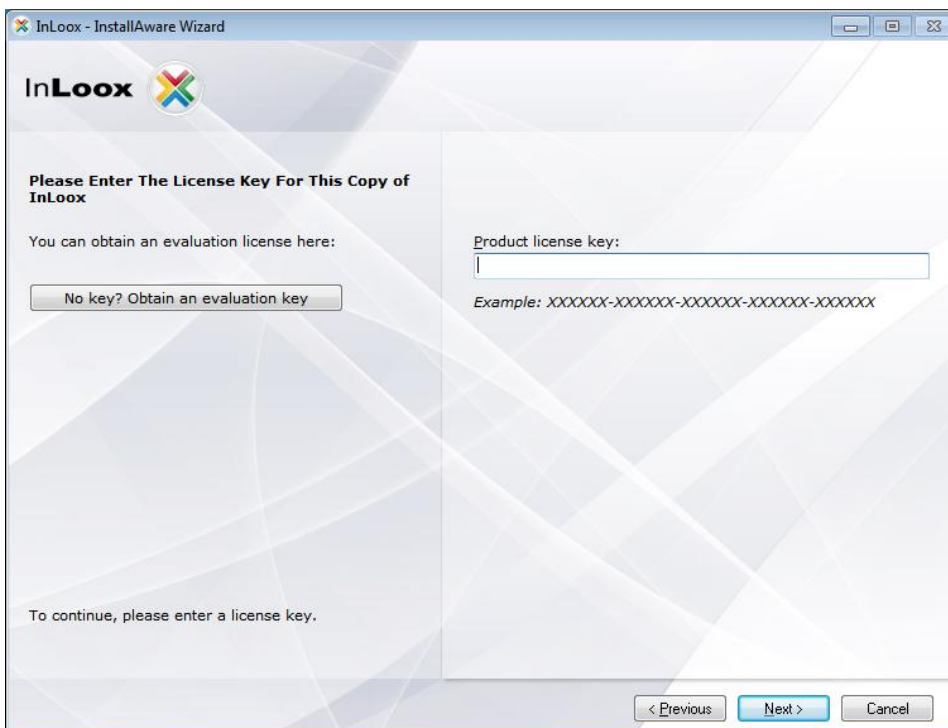 InLoox - InstallAware Wizard
InLoox
Please Enter The License Key For This Copy of
InLoox
You can obtain an evaluation license here:
No key? Obtain an evaluation key
Product license key:
Example: XXXXXX-XXXXXX-XXXXXX-XXXXXX-XXXXXX
To continue, please enter a license key.
< Previous
Next >
Cancel